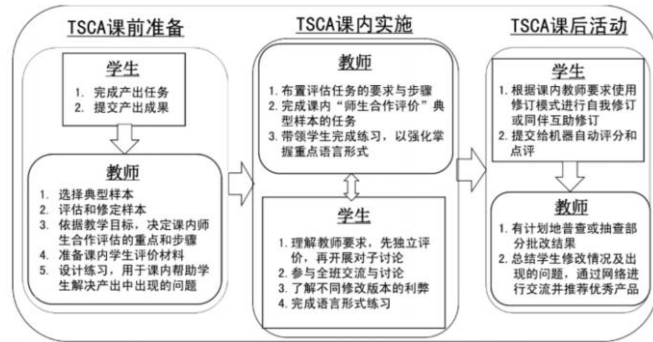 TSCA课前准备
学生
1. 完成产出任务
2. 提交产出成果
教师
1. 选择典型样本
2. 评估和修定样本
3. 依据教学目标，决定课内师
生合作评估的重点和步骤
4. 准备课内学生评价材料
5. 设计练习，用于课内帮助学
生解决产出中出现的问题
TSCA课内实施
教师
1. 布置评估任务的要求与步骤
2. 完成课内“师生合作评价”典
型样本的任务
3. 带领学生完成练习，以强化掌
握重点语言形式
学生
1. 理解教师要求，先独立评
价，再开展对子讨论
2. 参与全班交流与讨论
3. 了解不同修改版本的利弊
4. 完成语言形式练习
TSCA课后活动
学生
1. 根据课内教师要求使用
修订模式进行自我修订
或同伴互助修订
2. 提交给机器自动评分和
点评
教师
1. 有计划地普查或抽查部
分批改结果
2. 总结学生修改情况及出
现的问题，通过网络进
行交流并推荐优秀产品